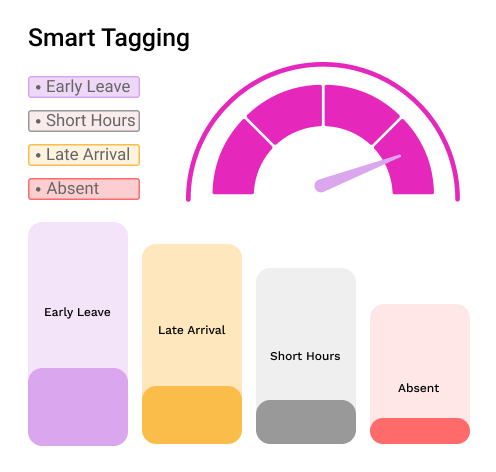 Smart Tagging
• Early Leave
• Short Hours
• Late Arrival
• Absent
Early Leave
Late Arrival
Short Hours
Absent